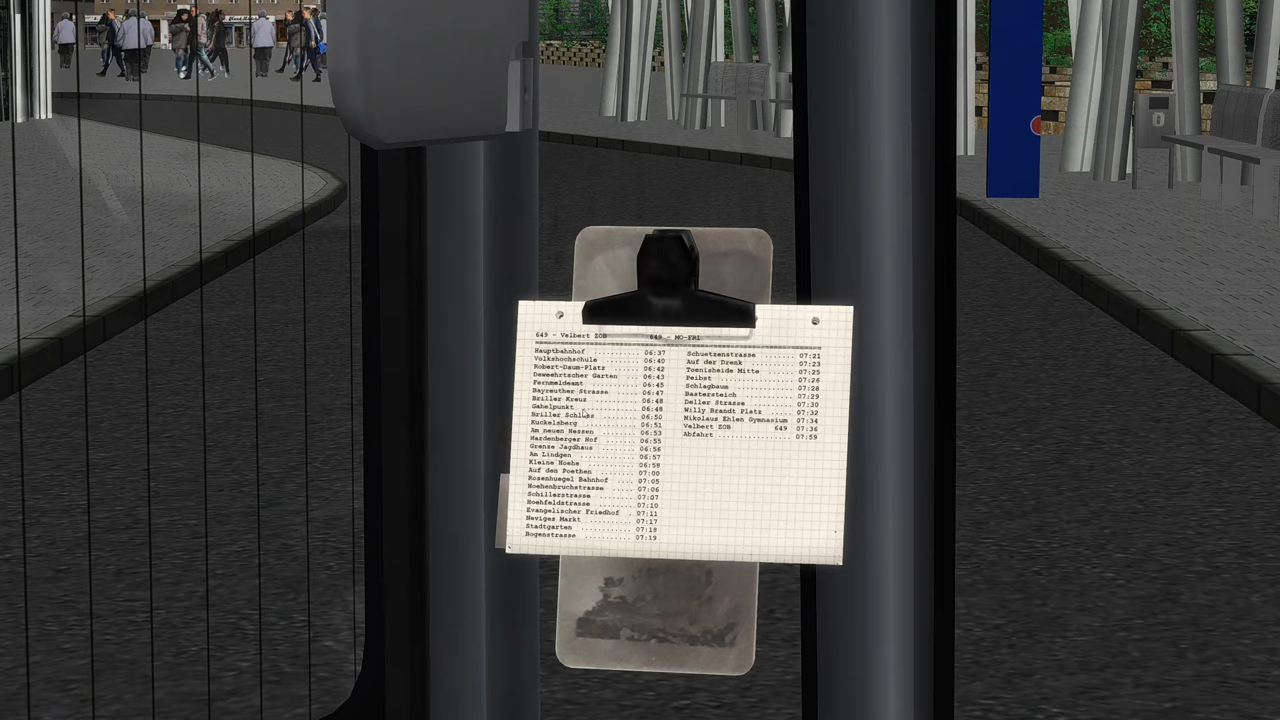 649 - Velbert ZOB 649 - MO-FRI
Hauptbahnhof .......... 06:37
Volkshochschule ....... 06:40
Robert-Daum-Platz ..... 06:42
Deweerthscher Garten .. 06:43
Fernmeldeamt .......... 06:45
Bayreuther Strasse .... 06:47
Briller Kreuz ......... 06:48
Gabelpunkt ............ 06:48
Briller Schloss ....... 06:50
Kuckelsberg ........... 06:51
Am neuen Hessen ....... 06:53
Hardenberger Hof ...... 06:55
Grenze Jagdhaus ....... 06:56
Am Lindgen ............ 06:57
Kleine Hoehe .......... 06:58
Auf den Poethen ....... 07:00
Rosenhuegel Bahnhof ... 07:05
Hoehenbruchstrasse .... 07:06
Schillerstrasse ....... 07:07
Hoehfeldstrasse ....... 07:10
Evangelischer Friedhof . 07:11
Neviges Markt ......... 07:17
Stadtgarten ........... 07:18
Bogenstrasse .......... 07:19
Schuetzenstrasse ...... 07:21
Auf der Drenk ......... 07:23
Toenisheide Mitte ..... 07:25
Peibst ................ 07:26
Schlagbaum ............ 07:28
Bastersteich .......... 07:29
Deller Strasse ........ 07:30
Willy Brandt Platz .... 07:32
Nikolaus Ehlen Gymnasium 07:34
Velbert ZOB 649 07:36
Abfahrt ............... 07:59